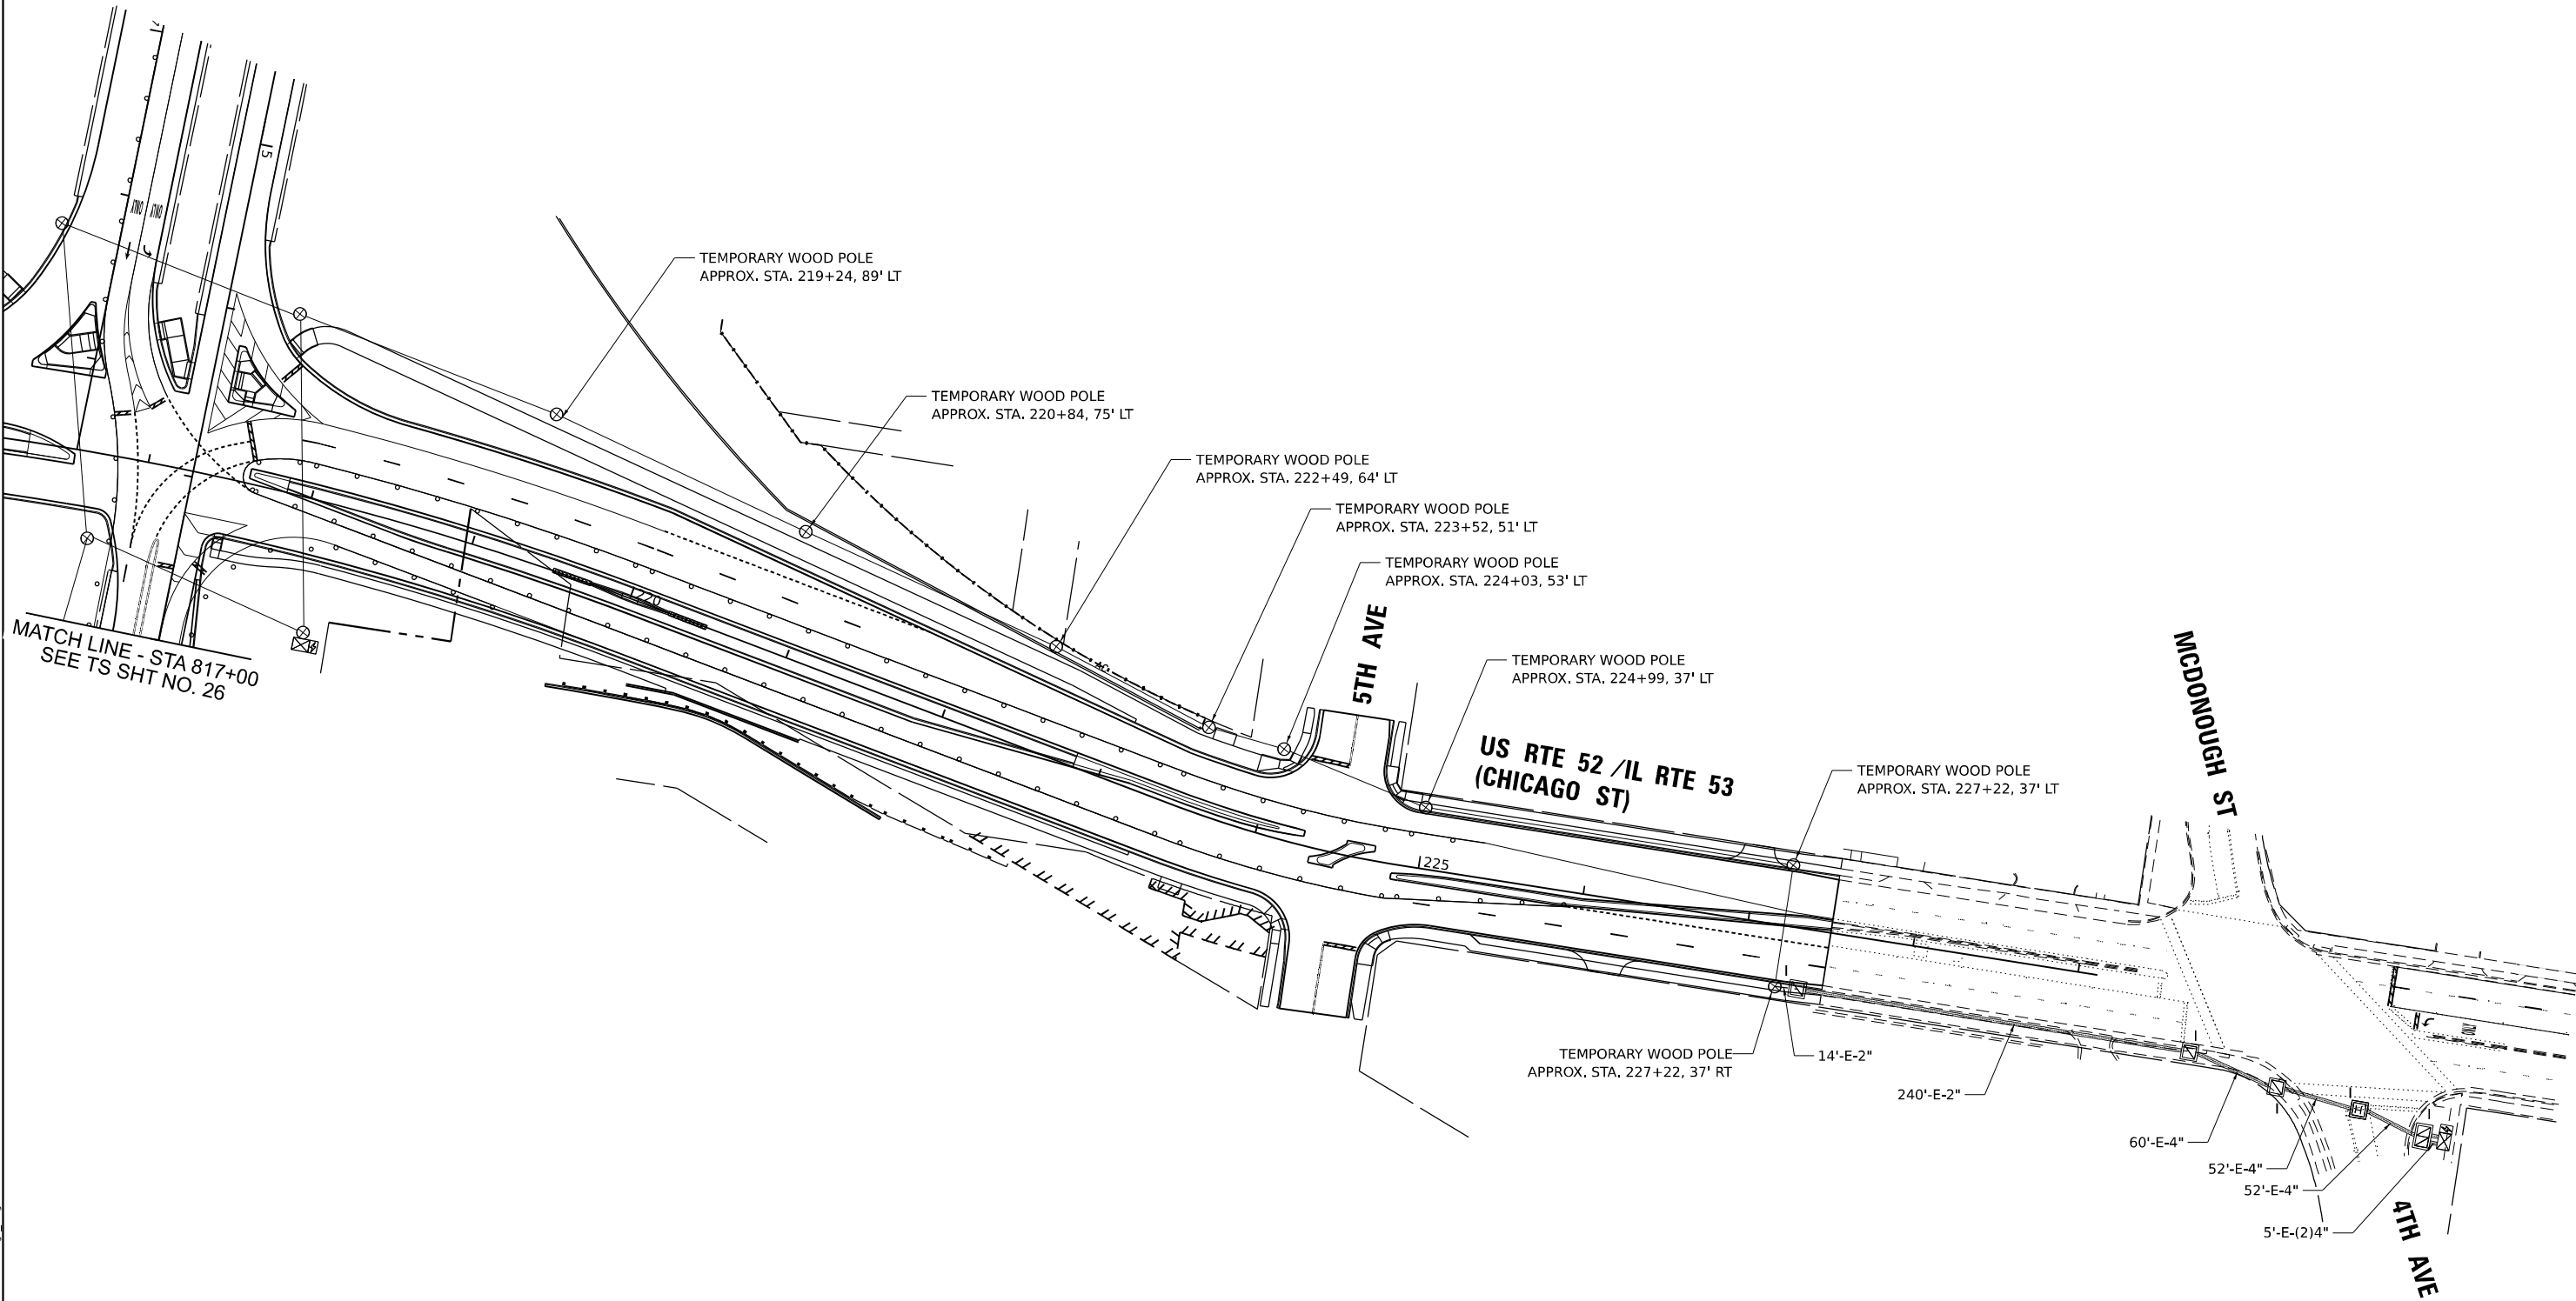 5
ONLY
ONLY
TEMPORARY WOOD POLE
APPROX. STA. 219+24, 89' LT
TEMPORARY WOOD POLE
APPROX. STA. 220+84, 75' LT
TEMPORARY WOOD POLE
APPROX. STA. 222+49, 64' LT
TEMPORARY WOOD POLE
APPROX. STA. 223+52, 51' LT
TEMPORARY WOOD POLE
APPROX. STA. 224+03, 53' LT
5TH AVE
220
MATCH LINE - STA 817+00
SEE TS SHT NO. 26
TEMPORARY WOOD POLE
APPROX. STA. 224+99, 37' LT
US RTE 52 /IL RTE 53
(CHICAGO ST)
MCDONOUGH ST
TEMPORARY WOOD POLE
APPROX. STA. 227+22, 37' LT
225
TEMPORARY WOOD POLE
APPROX. STA. 227+22, 37' RT
14'-E-2"
240'-E-2"
60'-E-4"
52'-E-4"
52'-E-4"
5'-E-(2)4"
4TH AVE
H